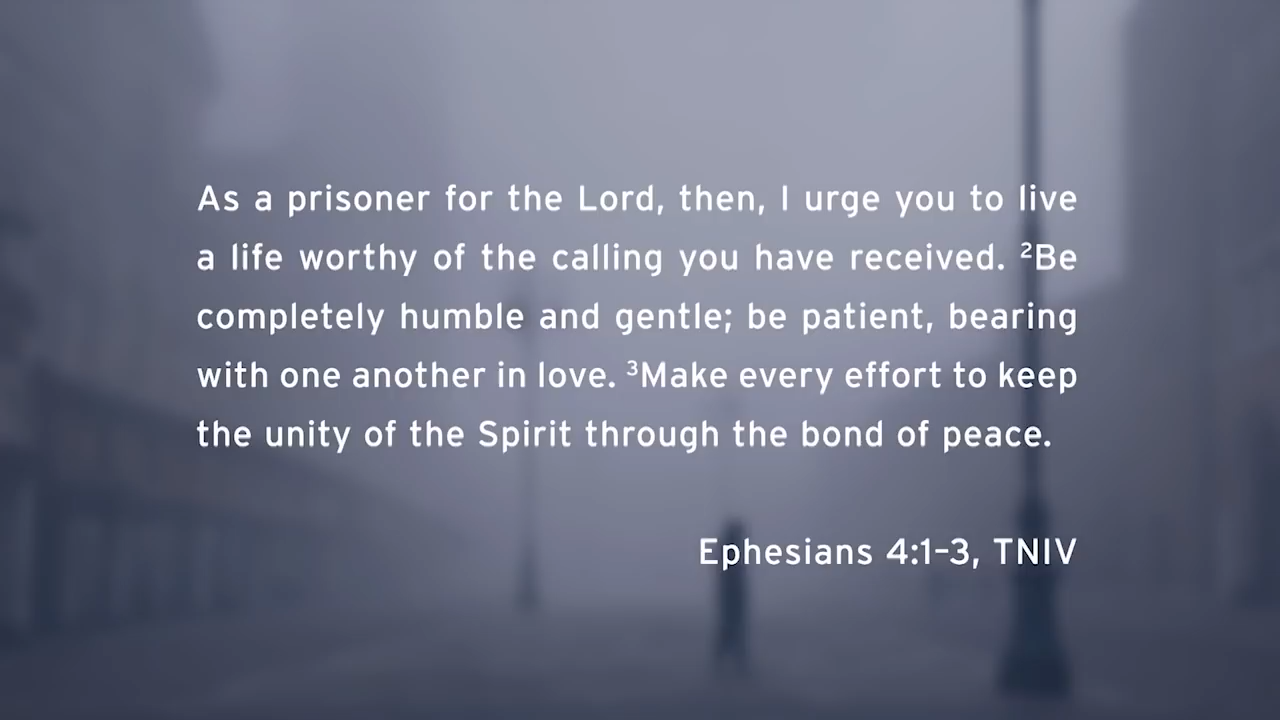 As a prisoner for the Lord, then, I urge you to live
a life worthy of the calling you have received. ²Be
completely humble and gentle; be patient, bearing
with one another in love. ³Make every effort to keep
the unity of the Spirit through the bond of peace.
Ephesians 4:1–3, TNIV